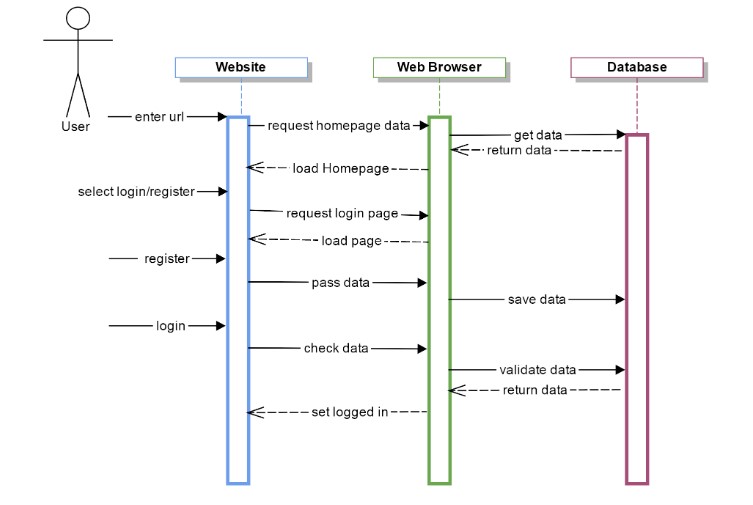 Website
Web Browser
Database
User
enter url
request homepage data
get data
return data
load Homepage
select login/register
request login page
load page
register
pass data
save data
login
check data
validate data
return data
set logged in